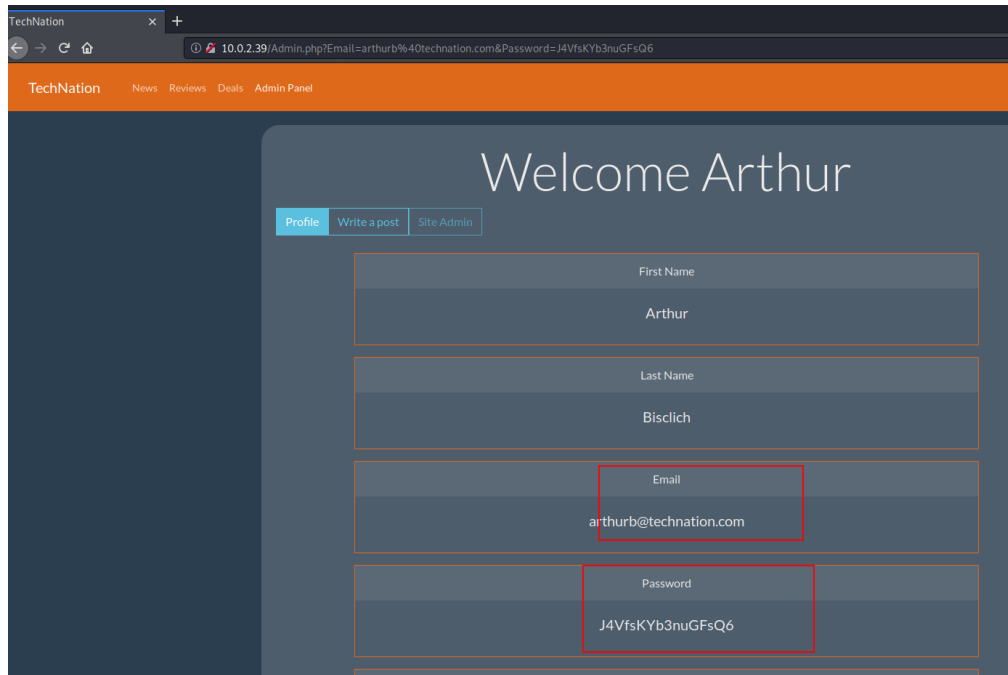 TechNation
10.0.2.39/Admin.php?Email=arthurb%40technation.com&Password=J4VfsKYb3nuGFsQ6
TechNation News Reviews Deals Admin Panel
Welcome Arthur
Profile Write a post Site Admin
First Name
Arthur
Last Name
Bisclich
Email
arthurb@technation.com
Password
J4VfsKYb3nuGFsQ6